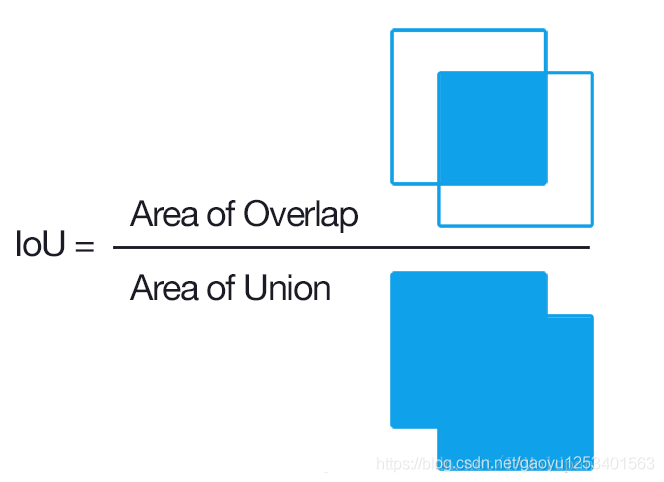 Area of Overlap
IoU =
Area of Union
https://blog.csdn.net/gaoyu1253401563